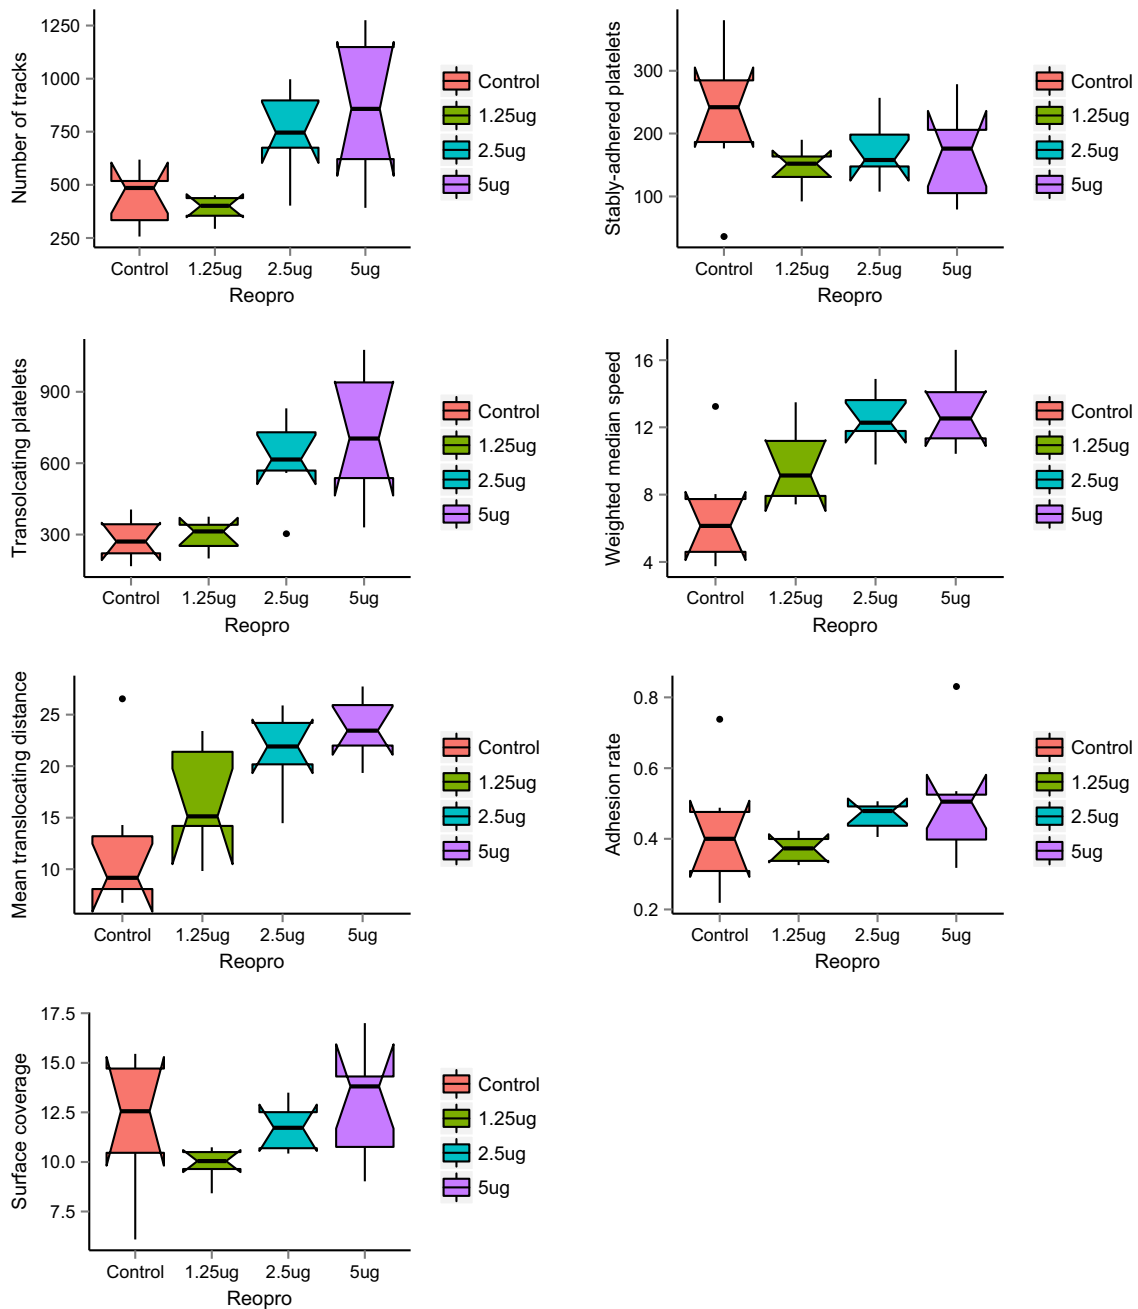 Number of tracks
1250
1000
750
500
250
Control
1.25ug
2.5ug
5ug
Reopro
Control
1.25ug
2.5ug
5ug
Stably-adhered platelets
300
200
100
Control
1.25ug
2.5ug
5ug
Reopro
Control
1.25ug
2.5ug
5ug
Transolcating platelets
900
600
300
Control
1.25ug
2.5ug
5ug
Reopro
Control
1.25ug
2.5ug
5ug
Weighted median speed
16
12
8
4
Control
1.25ug
2.5ug
5ug
Reopro
Control
1.25ug
2.5ug
5ug
Mean translocating distance
25
20
15
10
Control
1.25ug
2.5ug
5ug
Reopro
Control
1.25ug
2.5ug
5ug
Adhesion rate
0.8
0.6
0.4
0.2
Control
1.25ug
2.5ug
5ug
Reopro
Control
1.25ug
2.5ug
5ug
Surface coverage
17.5
15.0
12.5
10.0
7.5
Control
1.25ug
2.5ug
5ug
Reopro
Control
1.25ug
2.5ug
5ug